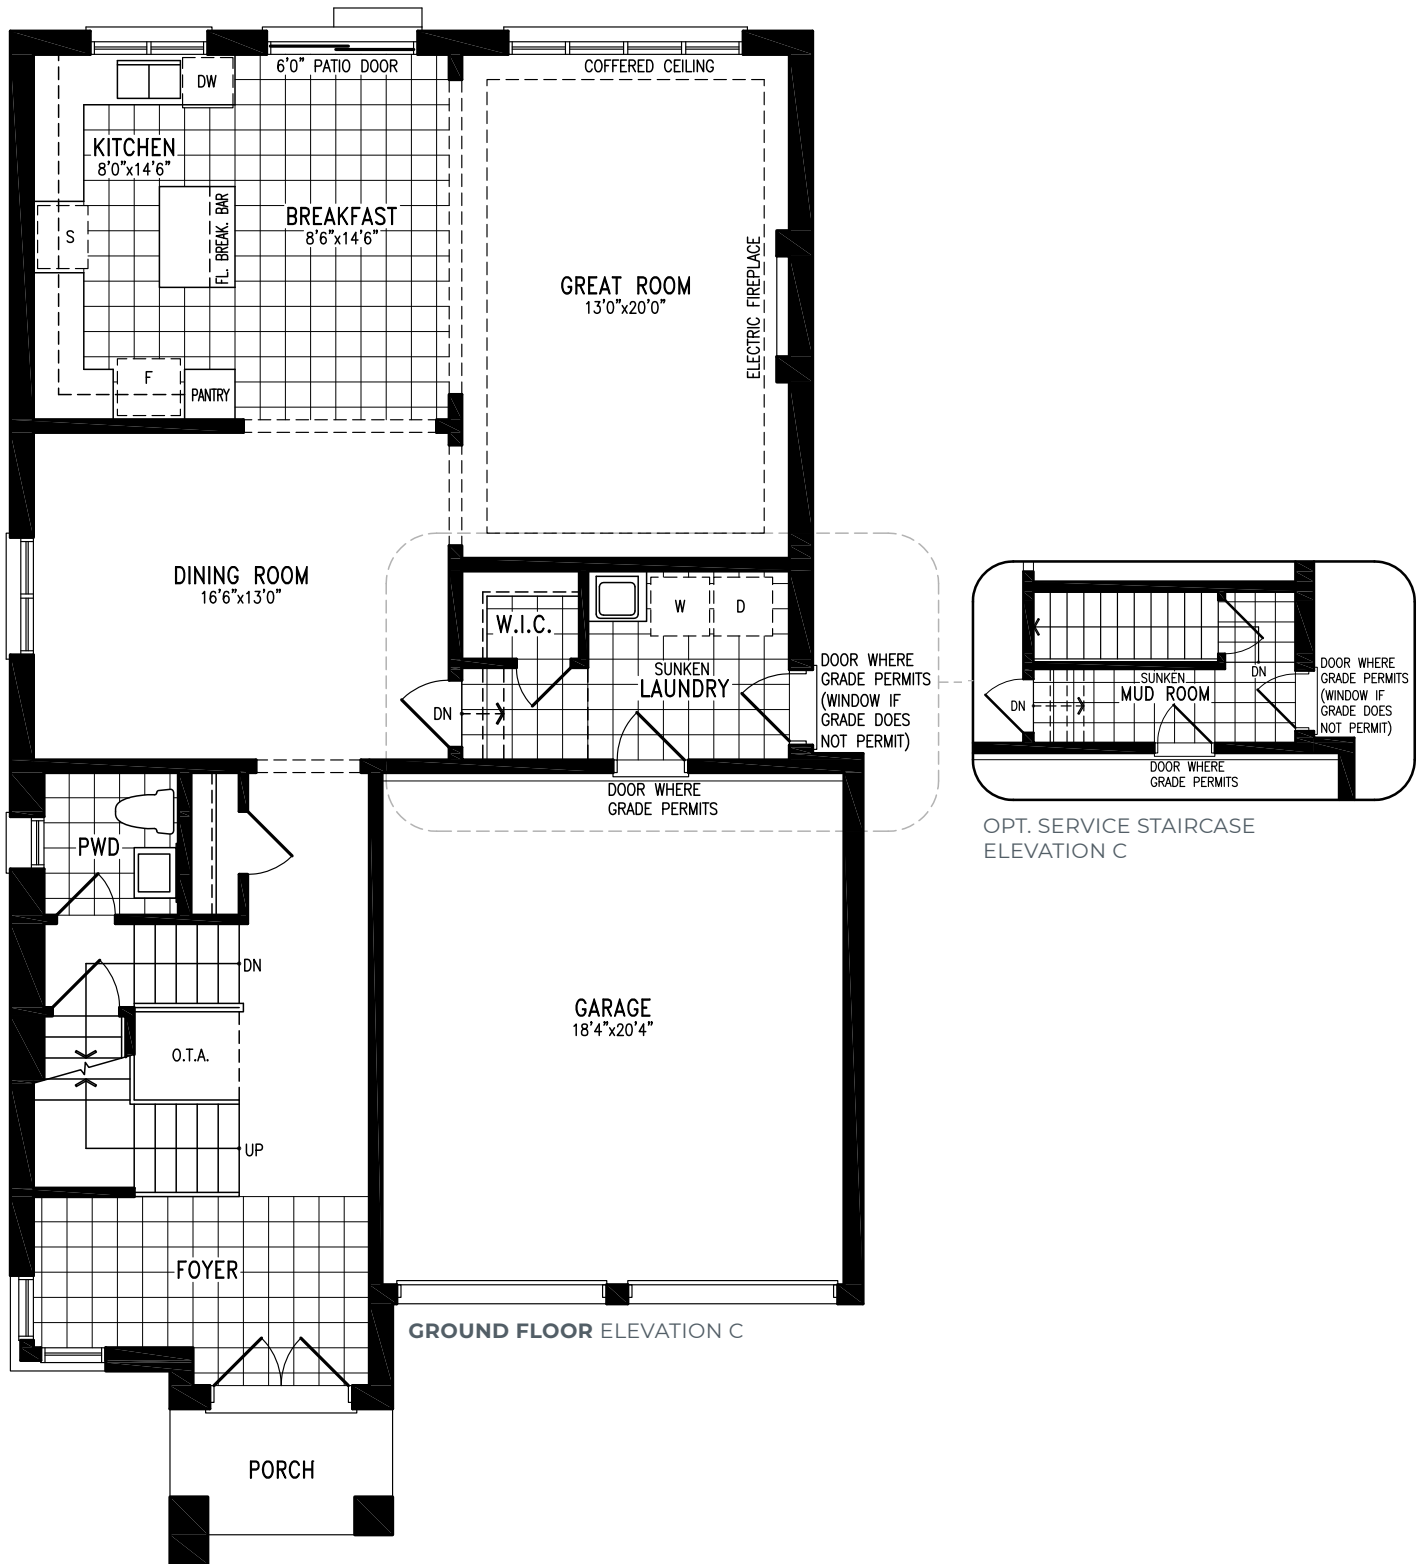 6'0" PATIO DOOR
COFFERED CEILING
DW
KITCHEN
8'0"x14'6"
S
FL. BREAK. BAR
BREAKFAST
8'6"x14'6"
GREAT ROOM
13'0"x20'0"
ELECTRIC FIREPLACE
F
PANTRY
DINING ROOM
16'6"x13'0"
W.I.C.
W
D
SUNKEN
LAUNDRY
DN
DOOR WHERE
GRADE PERMITS
(WINDOW IF
GRADE DOES
NOT PERMIT)
DOOR WHERE
GRADE PERMITS
DN
SUNKEN
MUD ROOM
DN
DOOR WHERE
GRADE PERMITS
(WINDOW IF
GRADE DOES
NOT PERMIT)
DOOR WHERE
GRADE PERMITS
OPT. SERVICE STAIRCASE
ELEVATION C
PWD
DN
O.T.A.
UP
GARAGE
18'4"x20'4"
FOYER
GROUND FLOOR ELEVATION C
PORCH